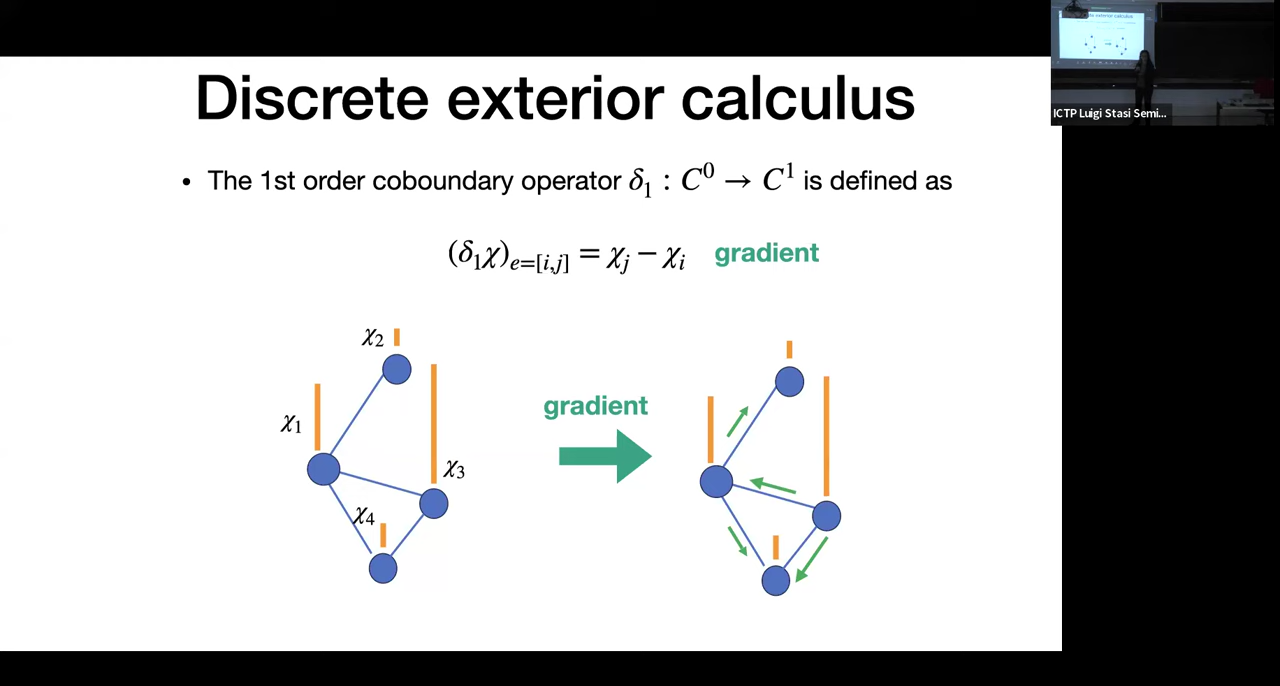 Discrete exterior calculus
• The 1st order coboundary operator δ₁ : C⁰ → C¹ is defined as
(δ₁χ)ₑ₌[i,j] = χⱼ − χᵢ gradient
χ₂
χ₁
χ₃
χ₄
gradient
ICTP Luigi Stasi Semi...